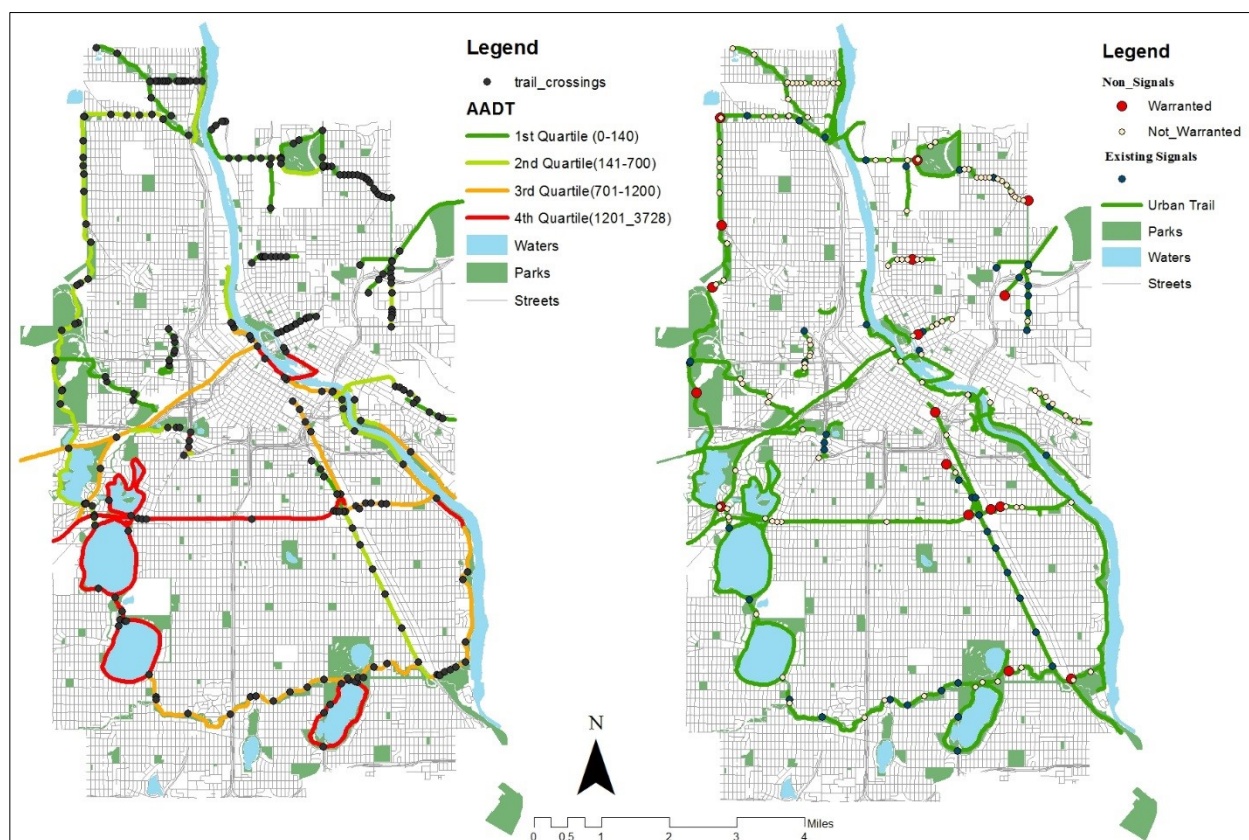 Legend
trail_crossings
AADT
1st Quartile (0-140)
2nd Quartile(141-700)
3rd Quartile(701-1200)
4th Quartile(1201_3728)
Waters
Parks
Streets
Legend
Non_Signals
Warranted
Not_Warranted
Existing Signals
Urban Trail
Parks
Waters
Streets
N
Miles
0 0.5 1 2 3 4